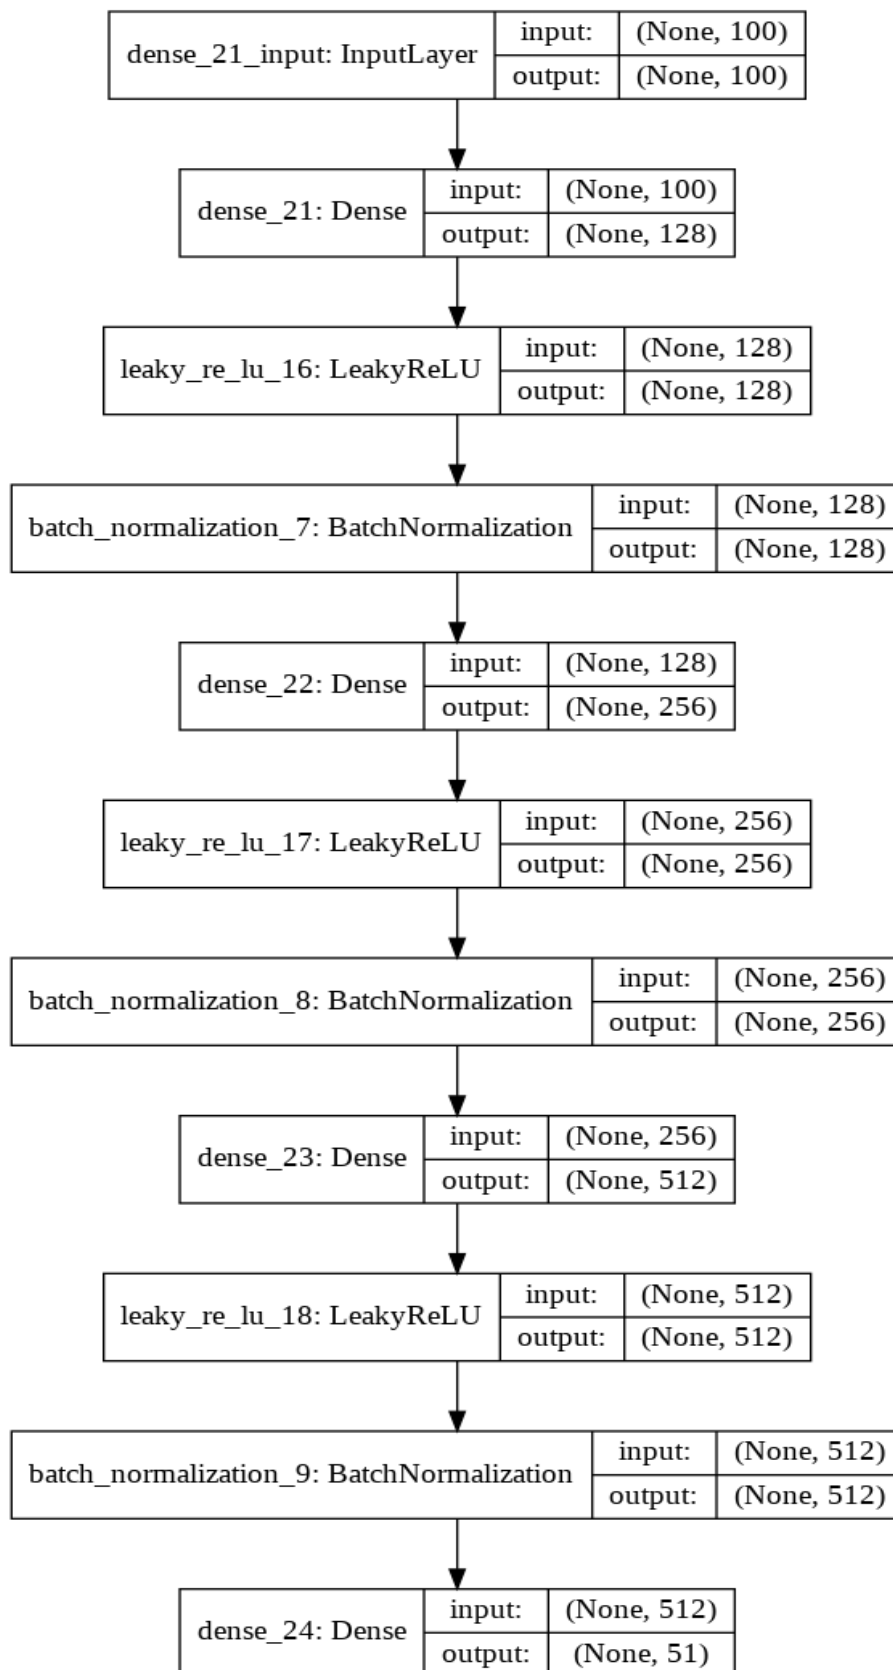 dense_21_input: InputLayer
input: (None, 100)
output: (None, 100)
dense_21: Dense
input: (None, 100)
output: (None, 128)
leaky_re_lu_16: LeakyReLU
input: (None, 128)
output: (None, 128)
batch_normalization_7: BatchNormalization
input: (None, 128)
output: (None, 128)
dense_22: Dense
input: (None, 128)
output: (None, 256)
leaky_re_lu_17: LeakyReLU
input: (None, 256)
output: (None, 256)
batch_normalization_8: BatchNormalization
input: (None, 256)
output: (None, 256)
dense_23: Dense
input: (None, 256)
output: (None, 512)
leaky_re_lu_18: LeakyReLU
input: (None, 512)
output: (None, 512)
batch_normalization_9: BatchNormalization
input: (None, 512)
output: (None, 512)
dense_24: Dense
input: (None, 512)
output: (None, 51)